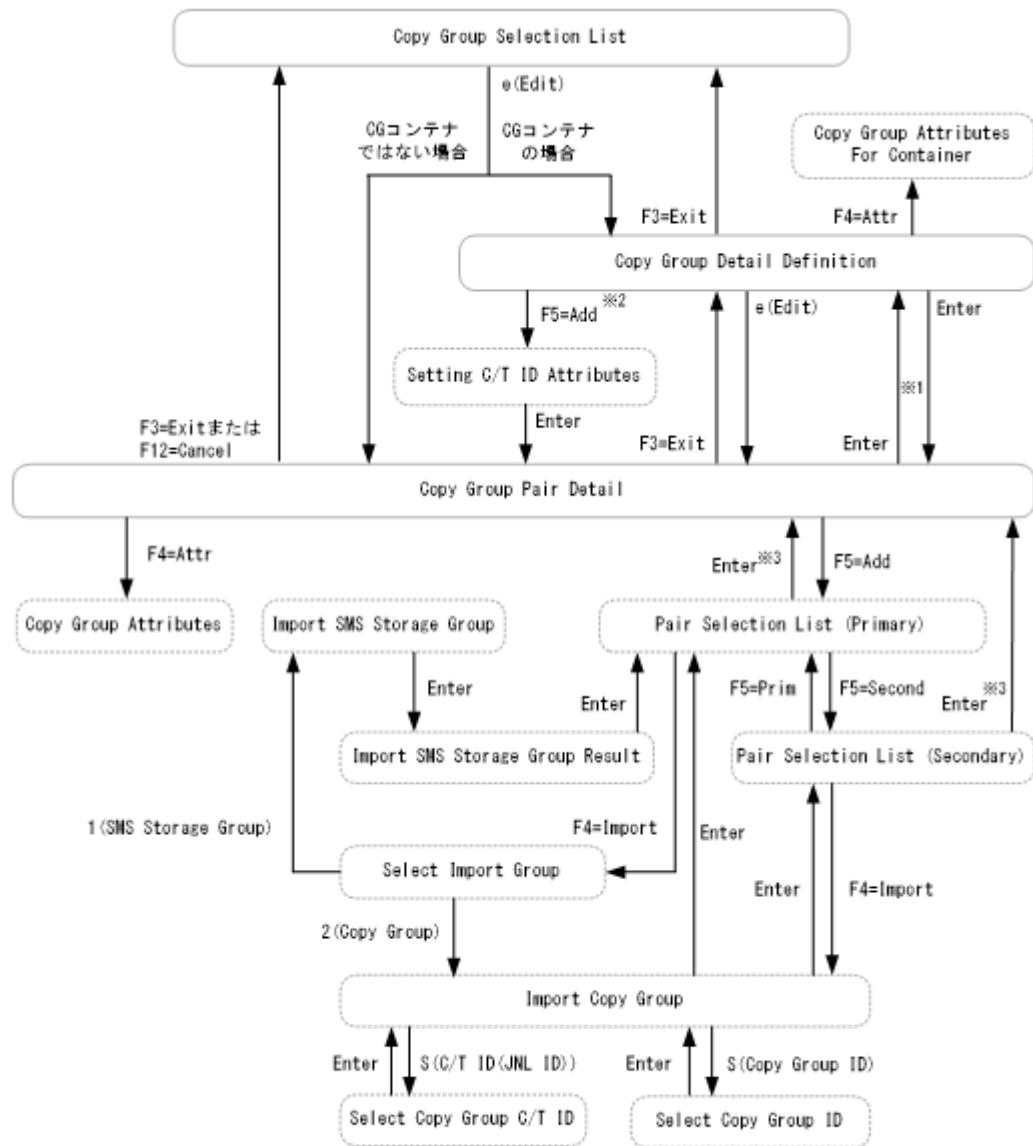 Copy Group Selection List
e(Edit)
CGコンテナ
ではない場合
CGコンテナ
の場合
Copy Group Attributes
For Container
F3=Exit
F4=Attr
Copy Group Detail Definition
F5=Add※2
e(Edit)
Enter
Setting C/T ID Attributes
※1
Enter
F3=Exitまたは
F12=Cancel
F3=Exit
Enter
Copy Group Pair Detail
F4=Attr
Enter※3
F5=Add
Copy Group Attributes
Import SMS Storage Group
Pair Selection List (Primary)
Enter
Enter
F5=Prim
F5=Second
Enter※3
Import SMS Storage Group Result
Pair Selection List (Secondary)
1(SMS Storage Group)
F4=Import
Enter
Select Import Group
Enter
F4=Import
2(Copy Group)
Import Copy Group
Enter
S(C/T ID(JNL ID))
Enter
S(Copy Group ID)
Select Copy Group C/T ID
Select Copy Group ID